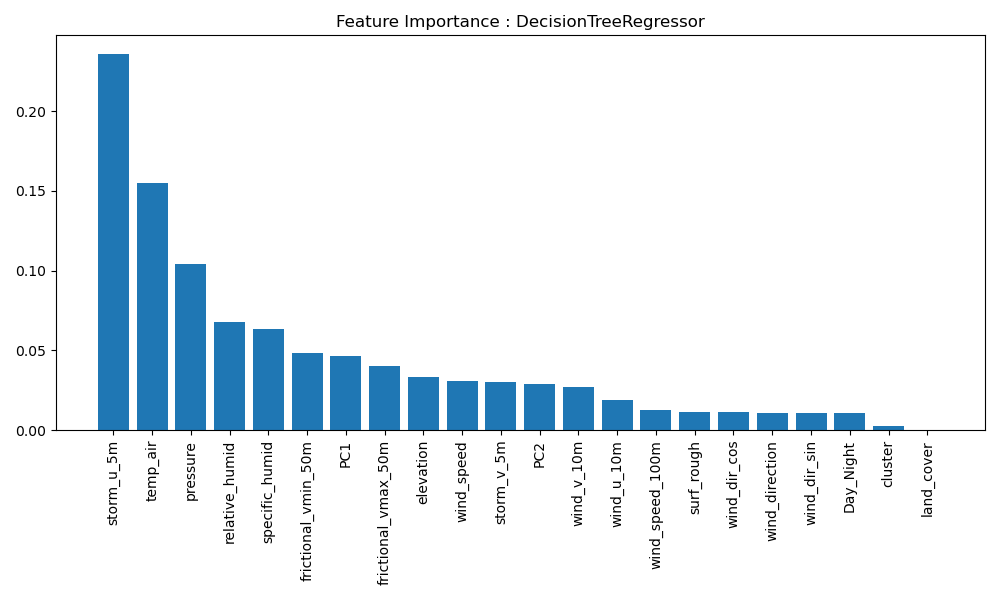 Feature Importance : DecisionTreeRegressor
0.20
0.15
0.10
0.05
0.00
storm_u_5m
temp_air
pressure
relative_humid
specific_humid
frictional_vmin_50m
PC1
frictional_vmax_50m
elevation
wind_speed
storm_v_5m
PC2
wind_v_10m
wind_u_10m
wind_speed_100m
surf_rough
wind_dir_cos
wind_direction
wind_dir_sin
Day_Night
cluster
land_cover